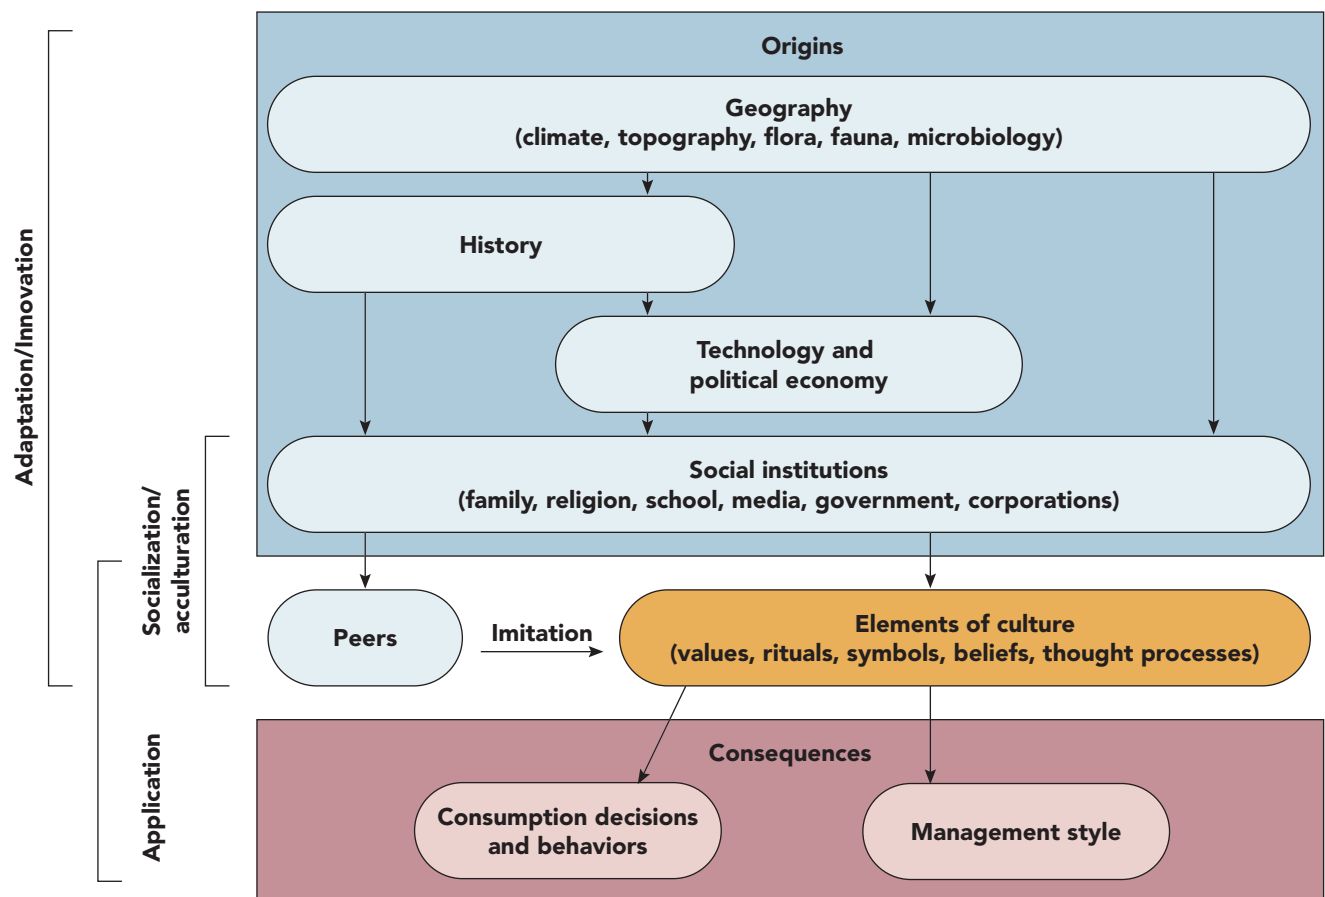 Origins
Geography
(climate, topography, flora, fauna, microbiology)
History
Technology and
political economy
Social institutions
(family, religion, school, media, government, corporations)
Adaptation/Innovation
Socialization/
acculturation
Peers
Imitation
Elements of culture
(values, rituals, symbols, beliefs, thought processes)
Application
Consequences
Consumption decisions
and behaviors
Management style